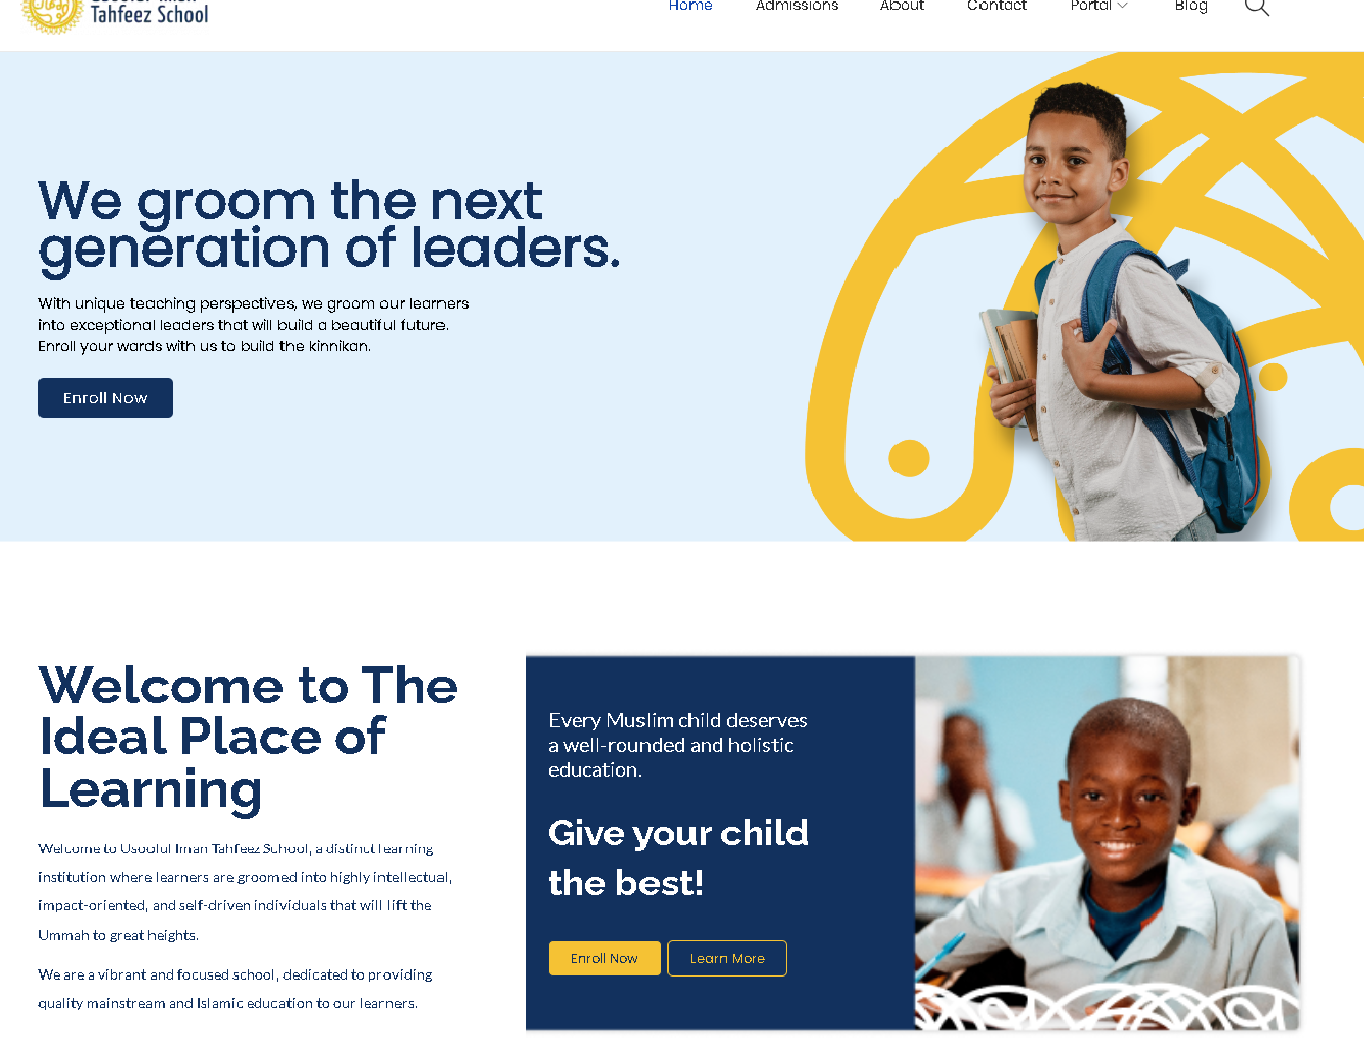 Tahfeez School
Home Admissions About Contact Portal Blog
We groom the next
generation of leaders.
With unique teaching perspectives, we groom our learners
into exceptional leaders that will build a beautiful future.
Enroll your wards with us to build the kinnikan.
Enroll Now
Welcome to The
Ideal Place of
Learning
Welcome to Usoolul Iman Tahfeez School, a distinct learning
institution where learners are groomed into highly intellectual,
impact-oriented, and self-driven individuals that will lift the
Ummah to great heights.
We are a vibrant and focused school, dedicated to providing
quality mainstream and Islamic education to our learners.
Every Muslim child deserves
a well-rounded and holistic
education.
Give your child
the best!
Enroll Now
Learn More